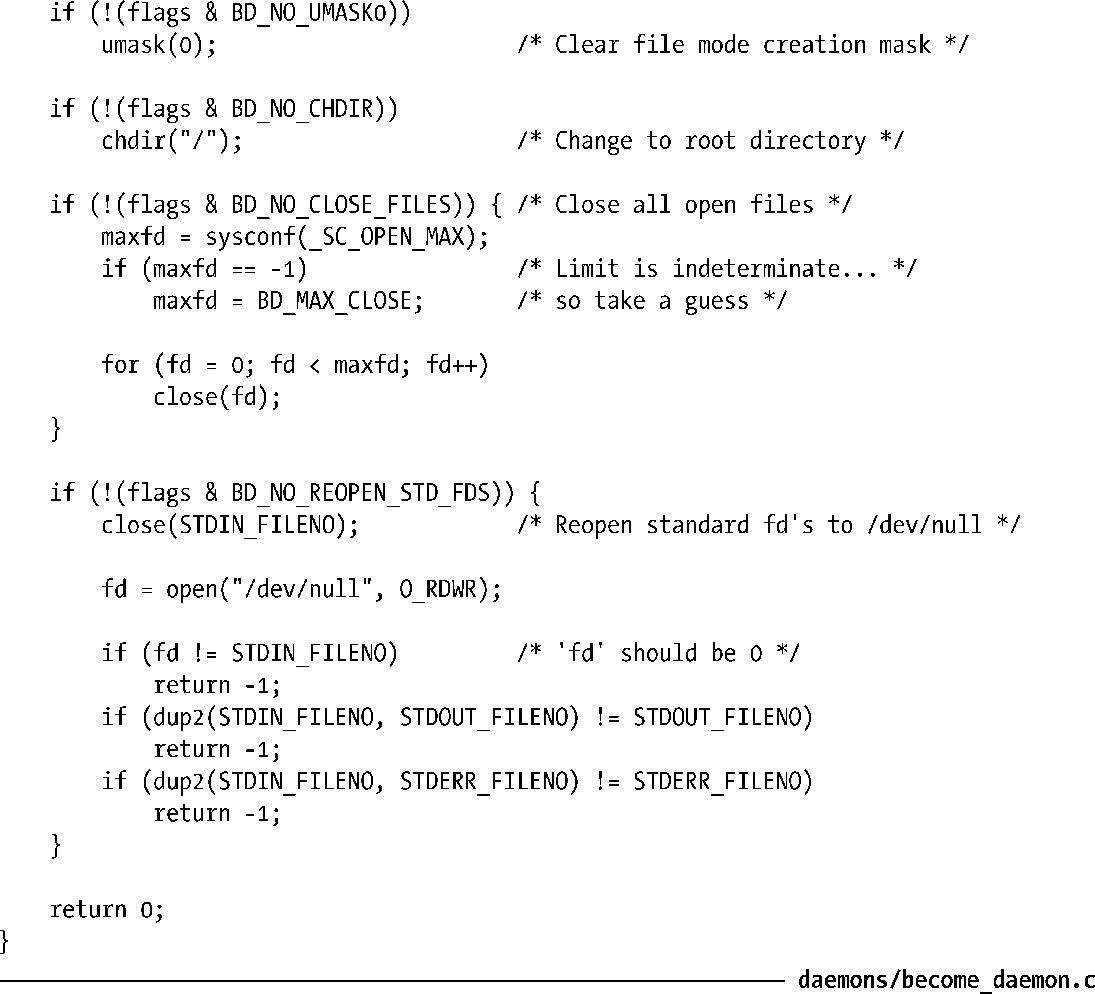 if (!(flags & BD_NO_UMASK0))
umask(0); /* Clear file mode creation mask */
if (!(flags & BD_NO_CHDIR))
chdir("/"); /* Change to root directory */
if (!(flags & BD_NO_CLOSE_FILES)) { /* Close all open files */
maxfd = sysconf(_SC_OPEN_MAX);
if (maxfd == -1) /* Limit is indeterminate... */
maxfd = BD_MAX_CLOSE; /* so take a guess */
for (fd = 0; fd < maxfd; fd++)
close(fd);
}
if (!(flags & BD_NO_REOPEN_STD_FDS)) {
close(STDIN_FILENO); /* Reopen standard fd's to /dev/null */
fd = open("/dev/null", O_RDWR);
if (fd != STDIN_FILENO) /* 'fd' should be 0 */
return -1;
if (dup2(STDIN_FILENO, STDOUT_FILENO) != STDOUT_FILENO)
return -1;
if (dup2(STDIN_FILENO, STDERR_FILENO) != STDERR_FILENO)
return -1;
}
return 0;
}
daemons/become_daemon.c